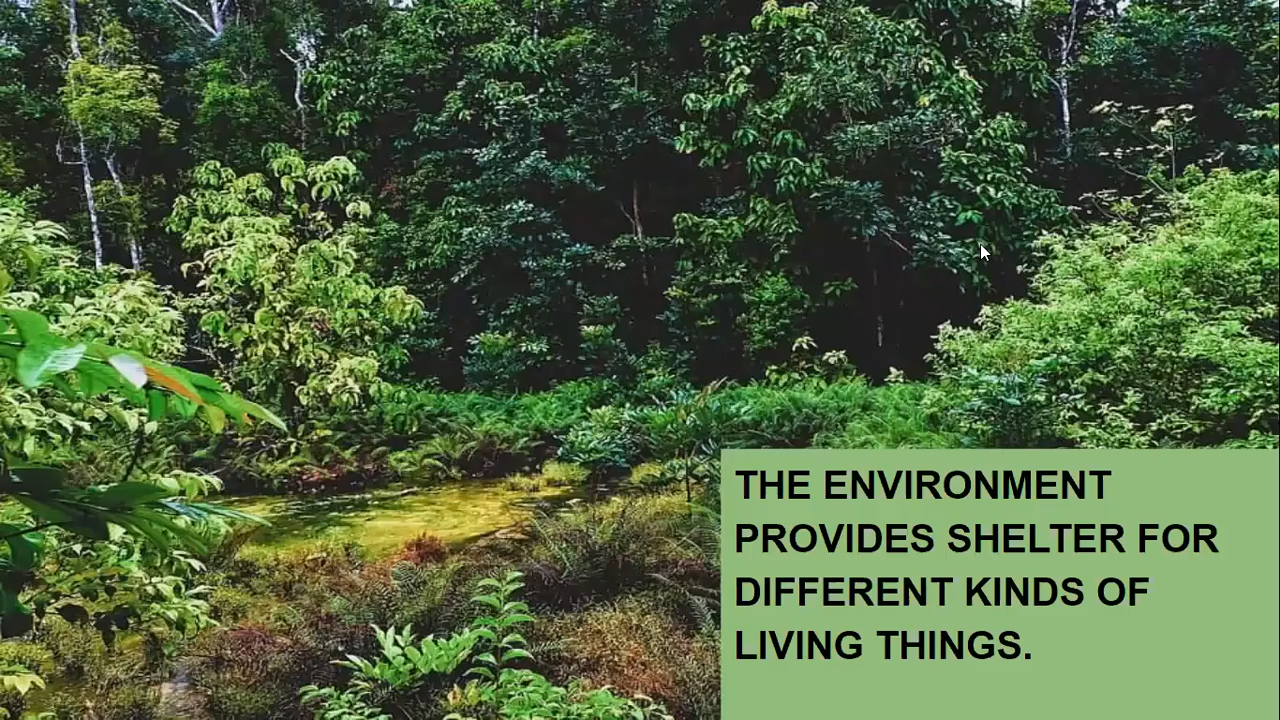 THE ENVIRONMENT
PROVIDES SHELTER FOR
DIFFERENT KINDS OF
LIVING THINGS.